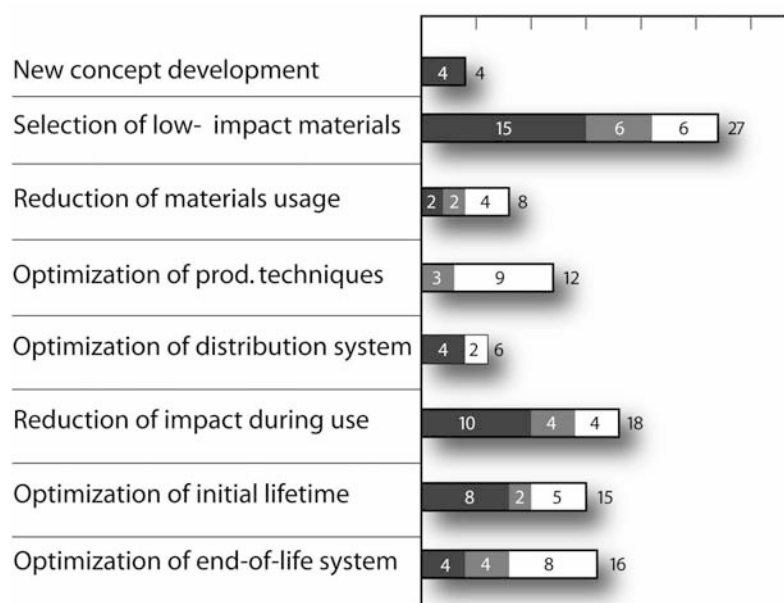 New concept development 4 4
Selection of low- impact materials 15 6 6 27
Reduction of materials usage 2 2 4 8
Optimization of prod. techniques 3 9 12
Optimization of distribution system 4 2 6
Reduction of impact during use 10 4 4 18
Optimization of initial lifetime 8 2 5 15
Optimization of end-of-life system 4 4 8 16